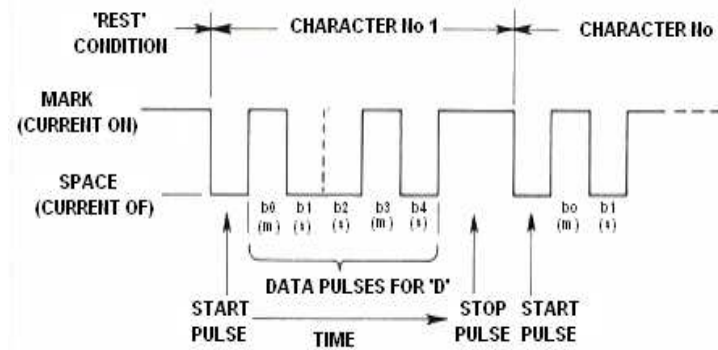 'REST'
CONDITION
CHARACTER No 1
CHARACTER No
MARK
(CURRENT ON)
SPACE
(CURRENT OF)
b0 b1 b2 b3 b4 bo b1
(m) (s) (s) (m) (s) (m) (s)
DATA PULSES FOR 'D'
START
PULSE
TIME
STOP
PULSE
START
PULSE